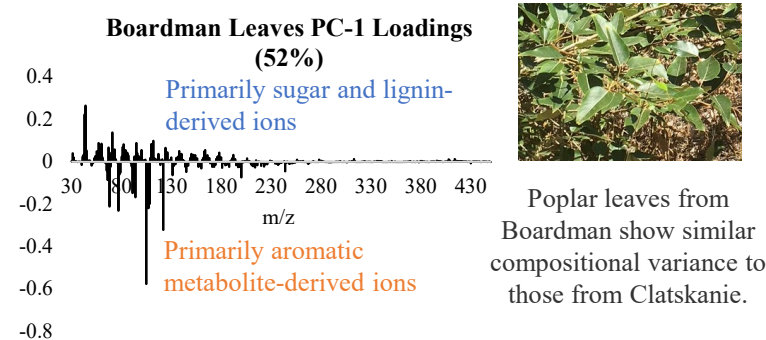 Boardman Leaves PC-1 Loadings
(52%)
0.4
Primarily sugar and lignin-
derived ions
0.2
0
30 80 130 180 230 280 330 380 430
-0.2
m/z
Primarily aromatic
metabolite-derived ions
-0.4
-0.6
-0.8
Poplar leaves from
Boardman show similar
compositional variance to
those from Clatskanie.